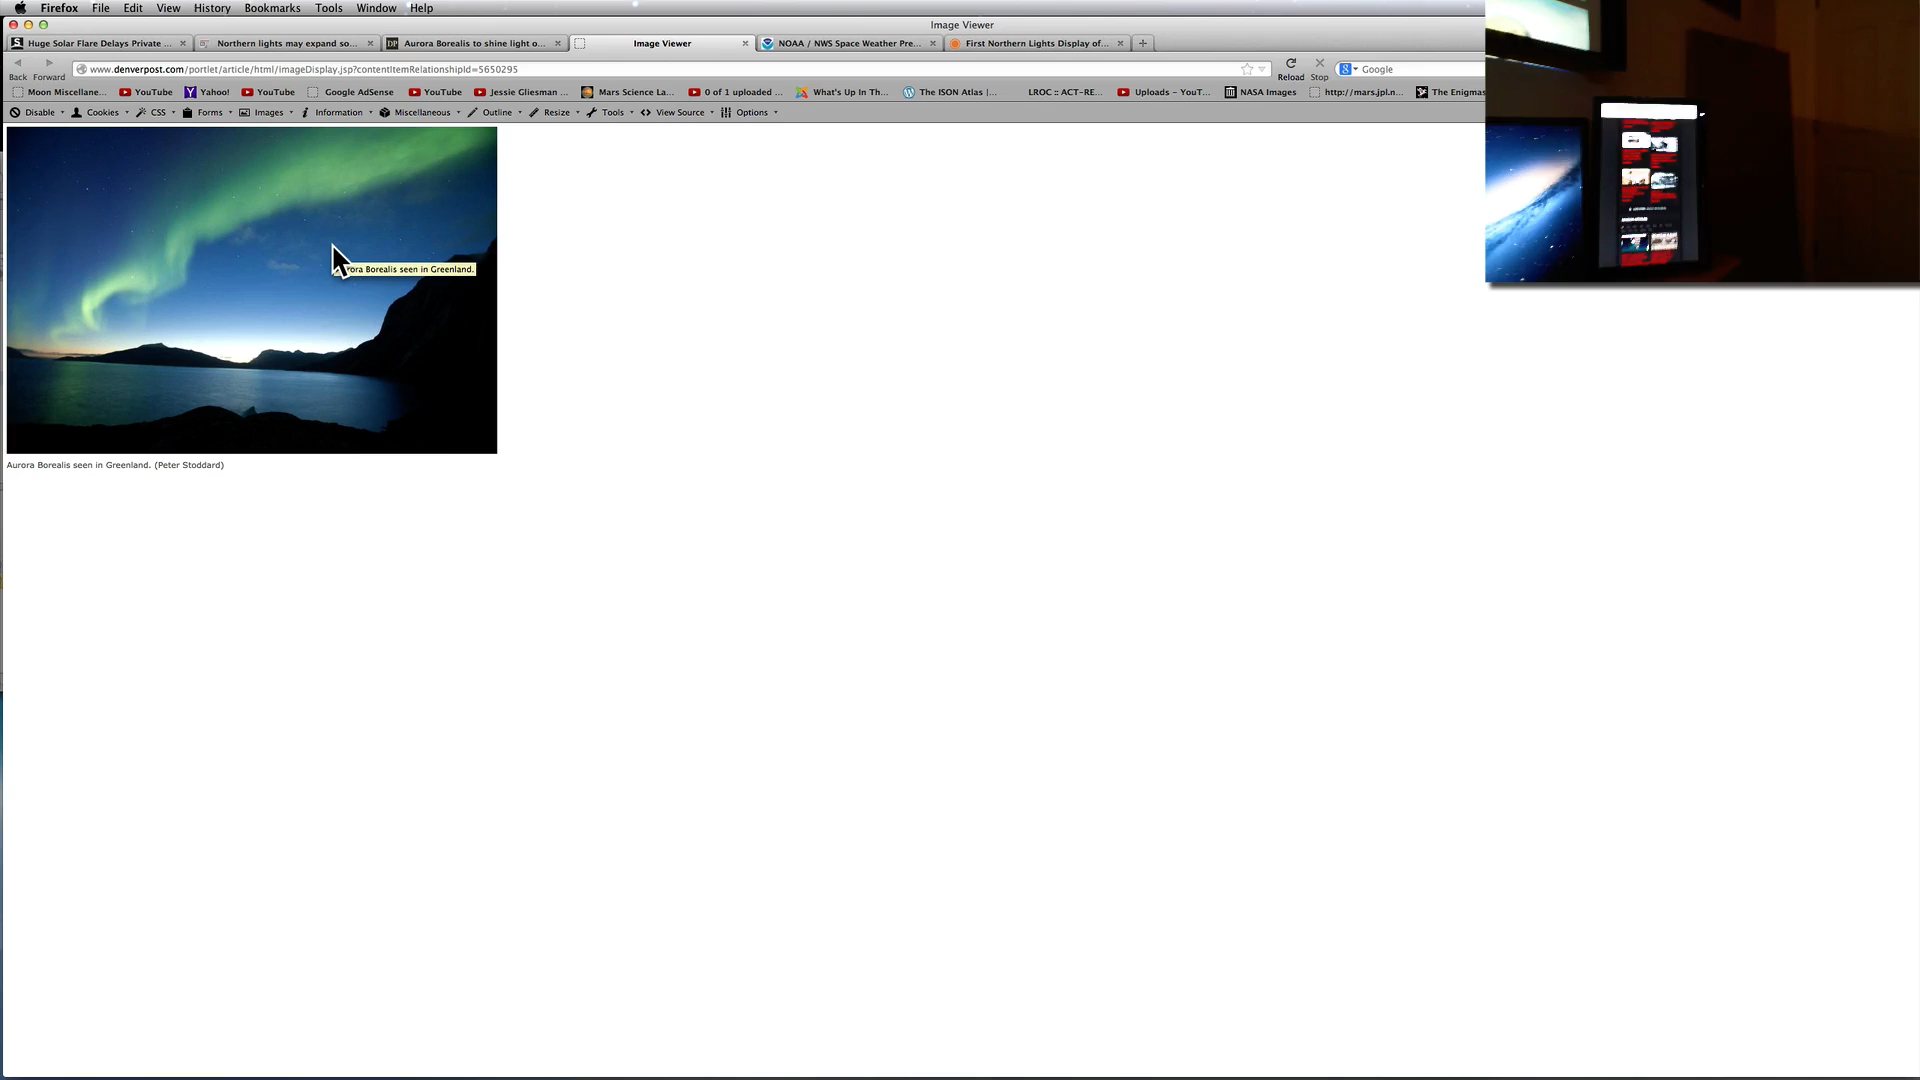 Firefox File Edit View History Bookmarks Tools Window Help
Image Viewer
Huge Solar Flare Delays Private ... Northern lights may expand so... Aurora Borealis to shine light o... Image Viewer NOAA / NWS Space Weather Pre... First Northern Lights Display of...
Back Forward www.denverpost.com/portlet/article/html/imageDisplay.jsp?contentItemRelationshipId=5650295 Reload Stop Google
Moon Miscellane... YouTube Yahoo! YouTube Google AdSense YouTube Jessie Gliesman ... Mars Science La... 0 of 1 uploaded ... What's Up In Th... The ISON Atlas |... LROC :: ACT-RE... Uploads - YouT... NASA Images http://mars.jpl.n... The Enigmas
Disable Cookies CSS Forms Images Information Miscellaneous Outline Resize Tools View Source Options
Borealis seen in Greenland.
Aurora Borealis seen in Greenland. (Peter Stoddard)